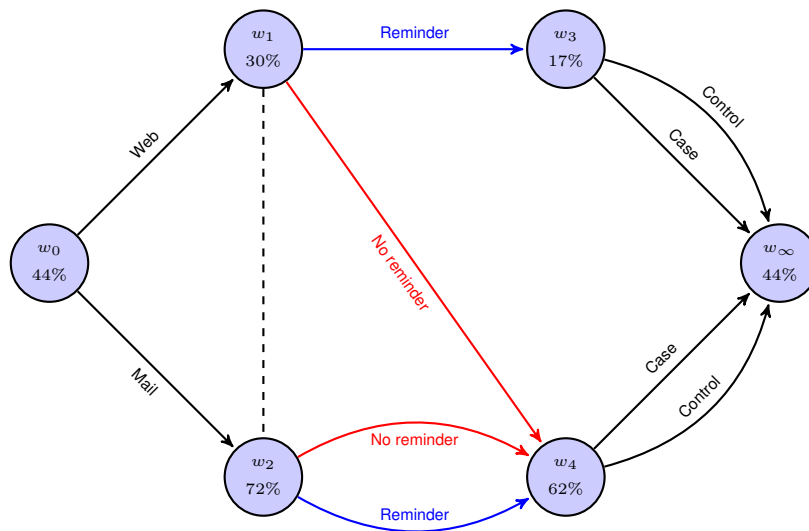 w₁
30%
Reminder
w₃
17%
Web
Control
Case
No reminder
w₀
44%
w∞
44%
Mail
Case
Control
No reminder
w₂
72%
w₄
62%
Reminder